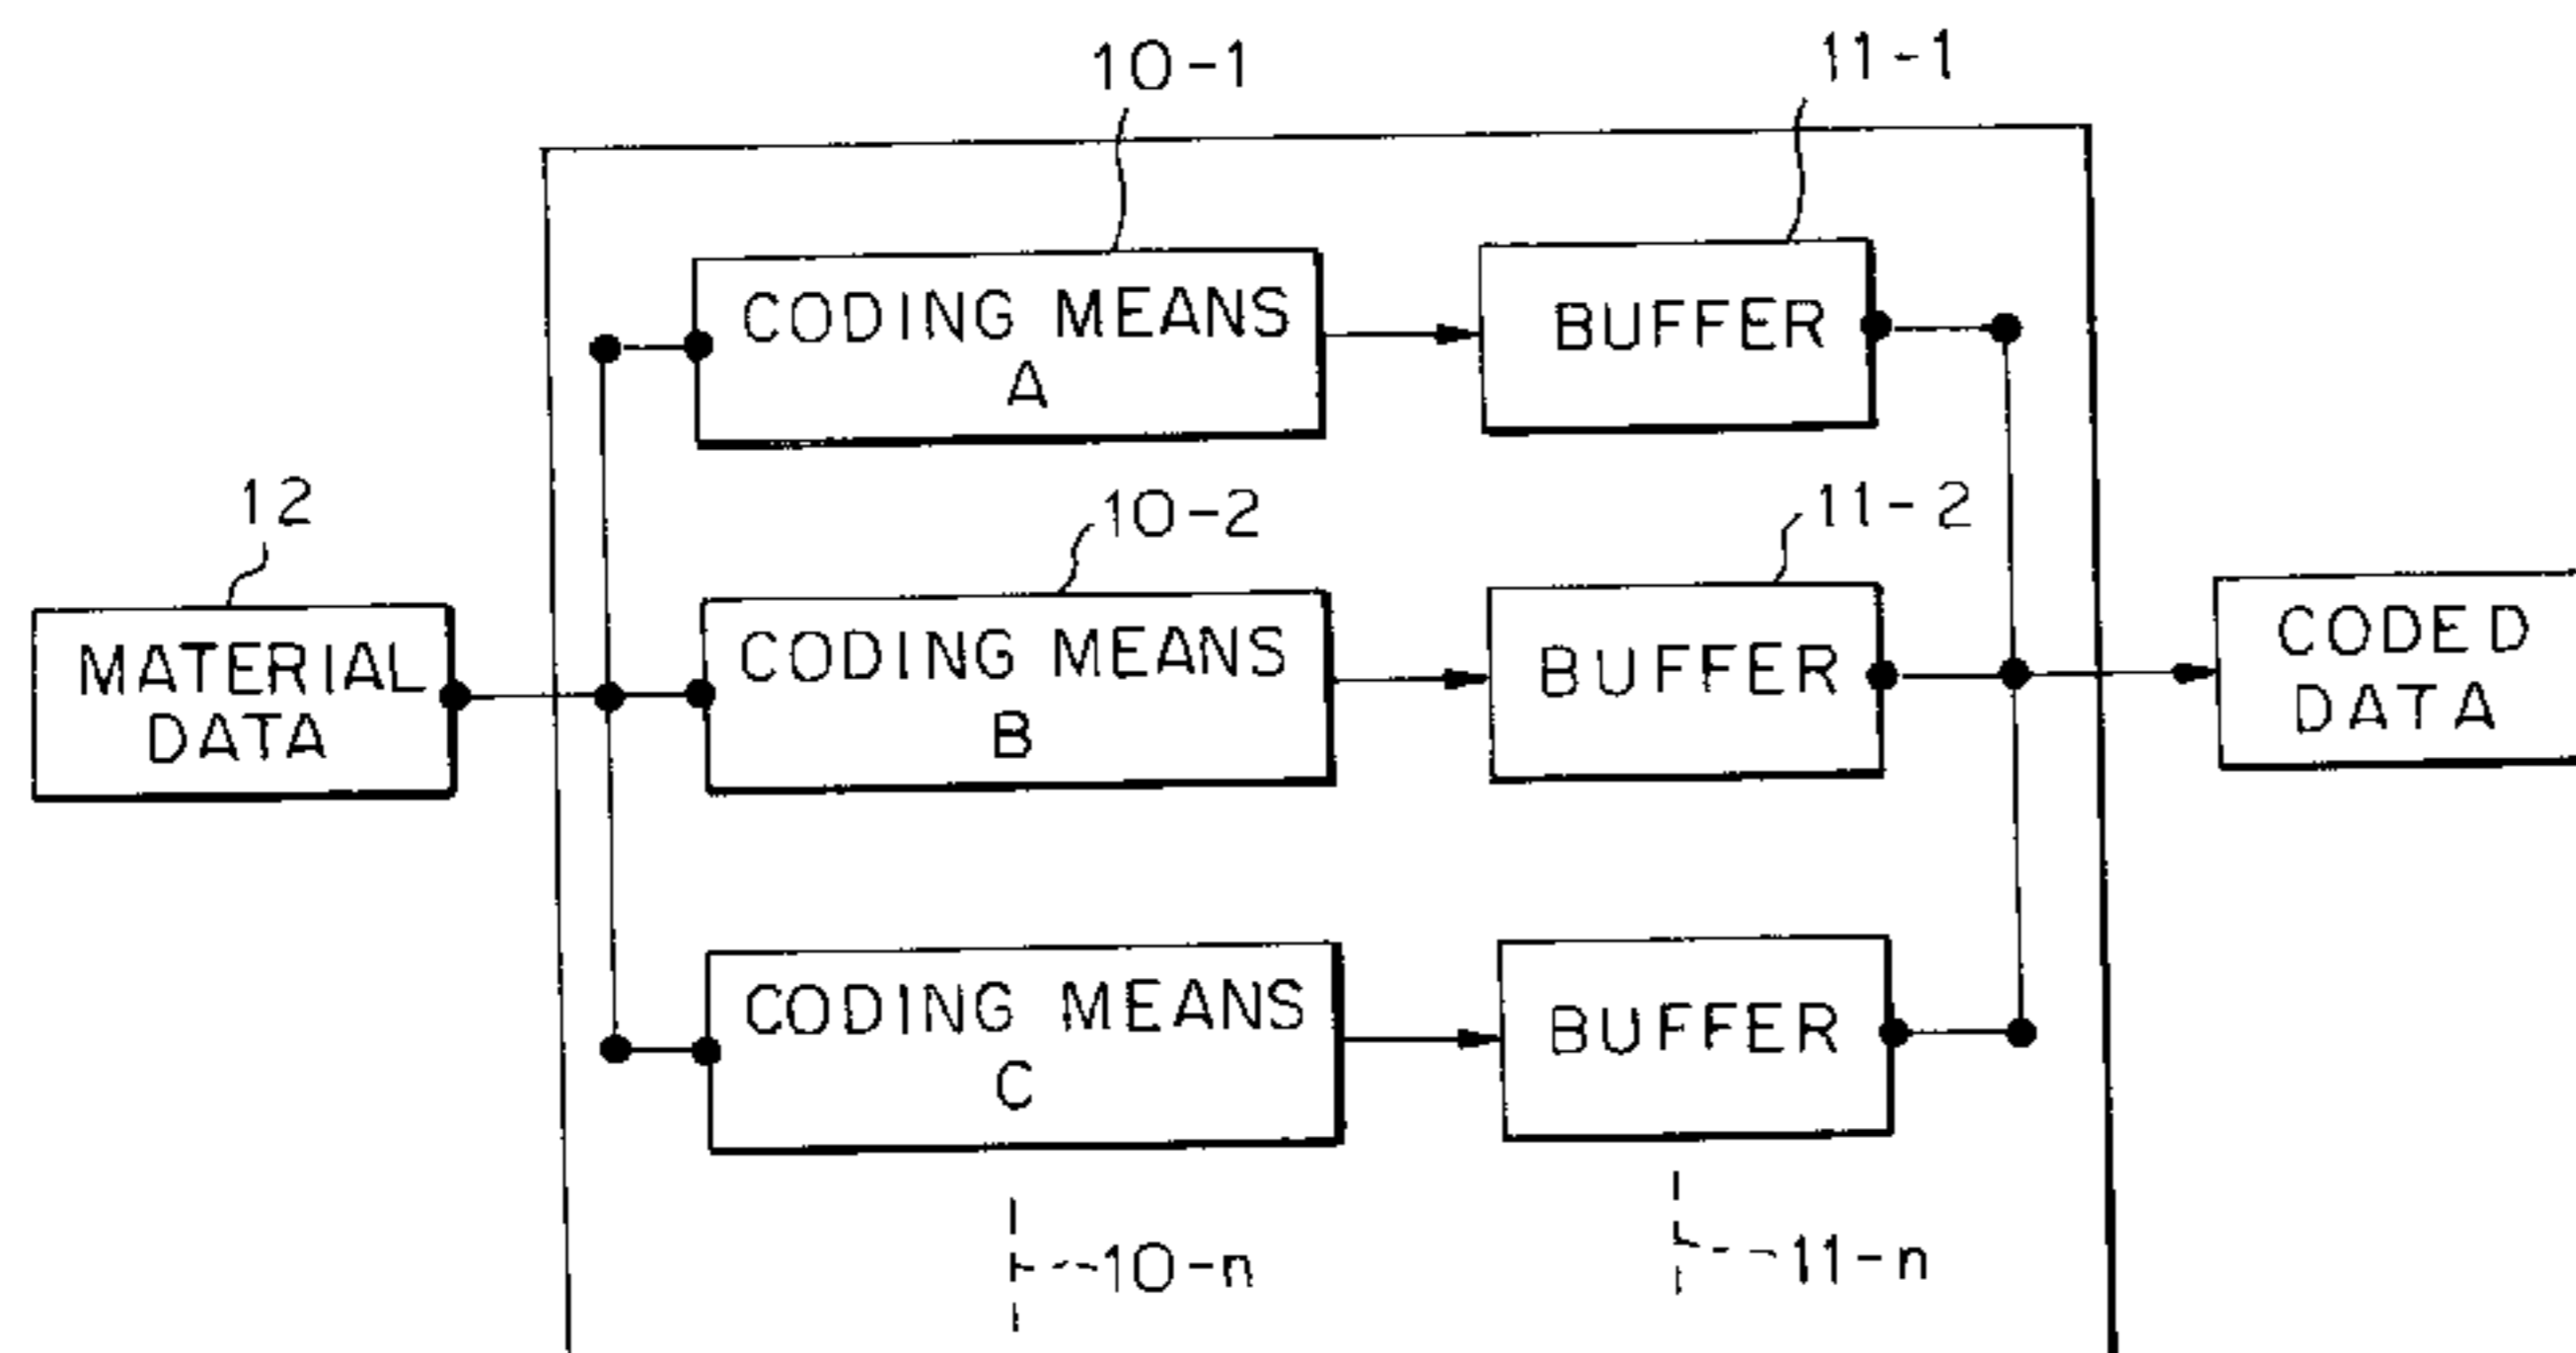 10-1
11-1
CODING MEANS
A
BUFFER
12
10-2
11-2
MATERIAL
DATA
CODING MEANS
B
BUFFER
CODED
DATA
CODING MEANS
C
BUFFER
10-n
11-n